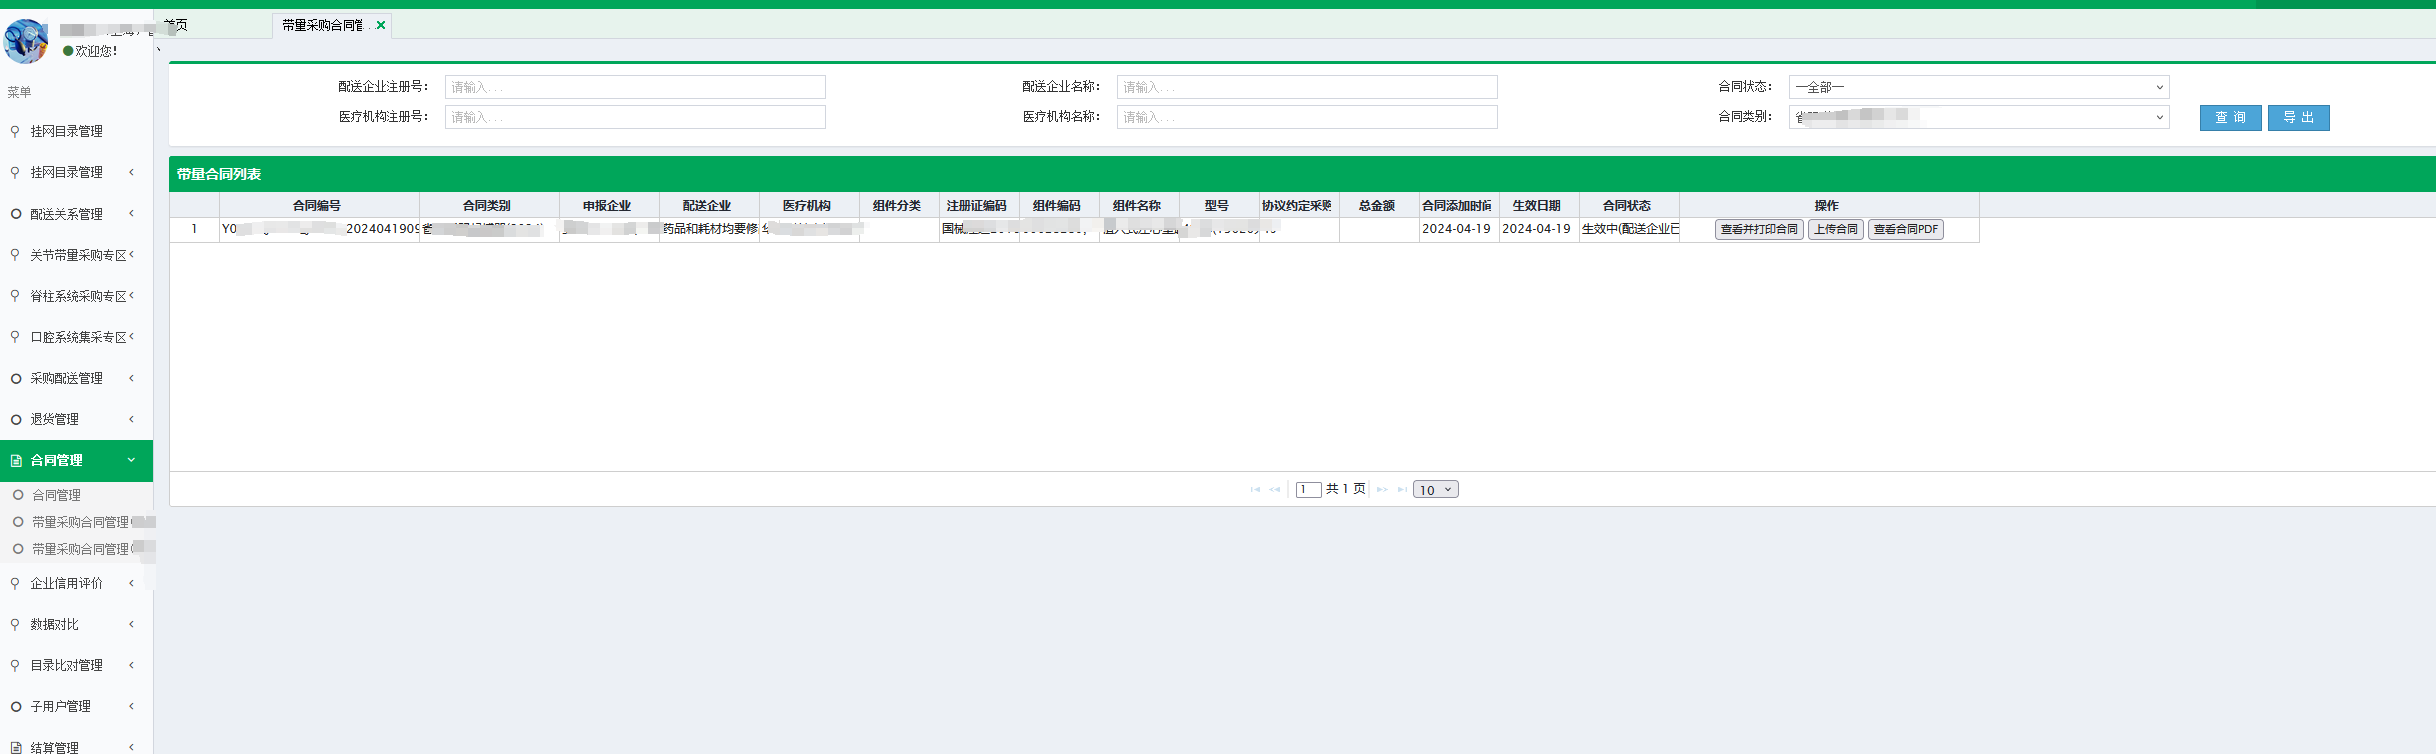 首页
带量采购合同管...
欢迎您!
菜单
挂网目录管理
挂网目录管理
配送关系管理
关节带量采购专区
脊柱系统采购专区
口腔系统集采专区
采购配送管理
退货管理
合同管理
合同管理
带量采购合同管理(
带量采购合同管理(
企业信用评价
数据对比
目录比对管理
子用户管理
结算管理
配送企业注册号: 请输入... 配送企业名称: 请输入... 合同状态: —全部—
医疗机构注册号: 请输入... 医疗机构名称: 请输入... 合同类别: 省 查 询 导 出
带量合同列表
合同编号 合同类别 申报企业 配送企业 医疗机构 组件分类 注册证编码 组件编码 组件名称 型号 协议约定采购 总金额 合同添加时间 生效日期 合同状态 操作
1 Y0 2024041909 药品和耗材均要修 国械 2024-04-19 2024-04-19 生效中(配送企业已 查看并打印合同 上传合同 查看合同PDF
1 共 1 页 10